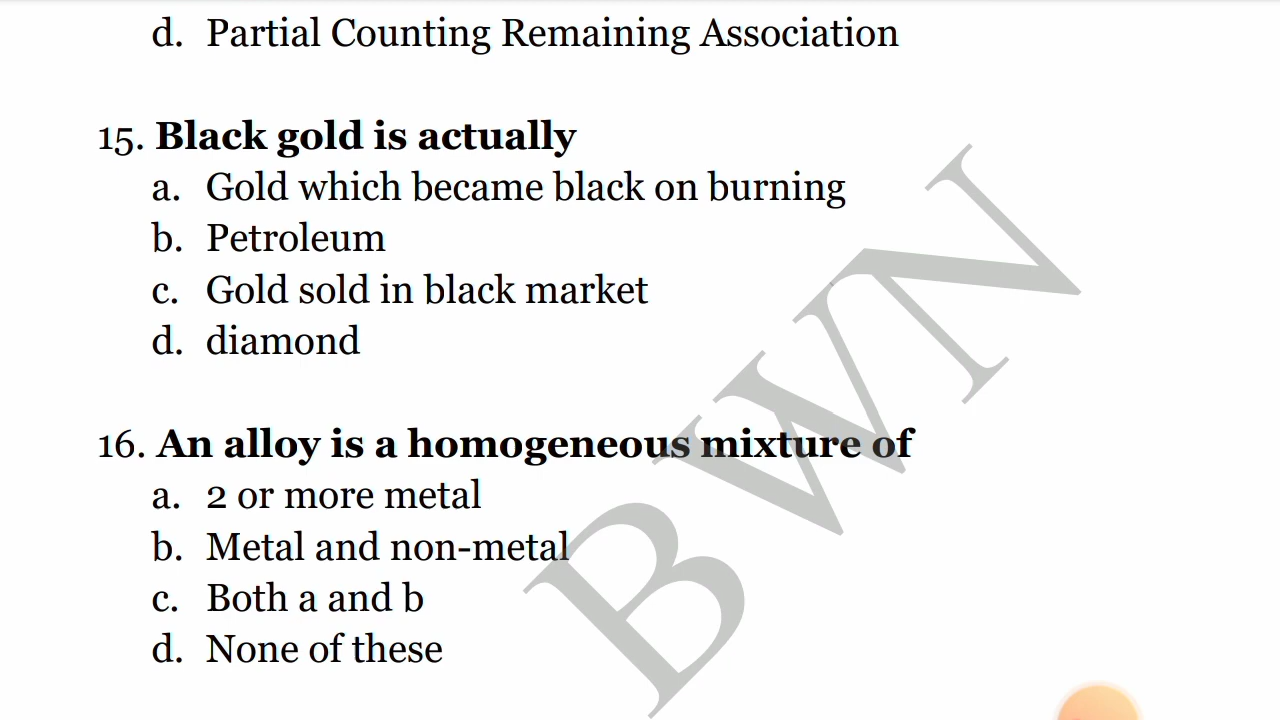 d. Partial Counting Remaining Association
15. Black gold is actually
a. Gold which became black on burning
b. Petroleum
c. Gold sold in black market
d. diamond
16. An alloy is a homogeneous mixture of
a. 2 or more metal
b. Metal and non-metal
c. Both a and b
d. None of these
BWN